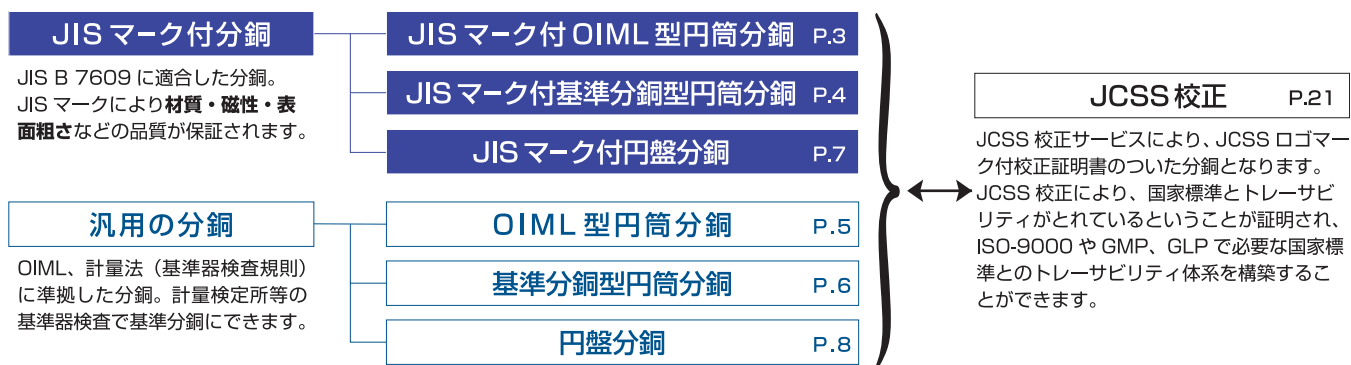 JIS マーク付分銅
JIS B 7609 に適合した分銅。
JIS マークにより材質・磁性・表
面粗さなどの品質が保証されます。
JIS マーク付 OIML 型円筒分銅 P.3
JIS マーク付基準分銅型円筒分銅 P.4
JIS マーク付円盤分銅 P.7
汎用の分銅
OIML、計量法（基準器検査規則）
に準拠した分銅。計量検定所等の
基準器検査で基準分銅にできます。
OIML 型円筒分銅 P.5
基準分銅型円筒分銅 P.6
円盤分銅 P.8
JCSS 校正 P.21
JCSS 校正サービスにより、JCSS ロゴマー
ク付校正証明書のついた分銅となります。
JCSS 校正により、国家標準とトレーサビ
リティがとれているということが証明され、
ISO-9000 や GMP、GLP で必要な国家標
準とのトレーサビリティ体系を構築するこ
とができます。